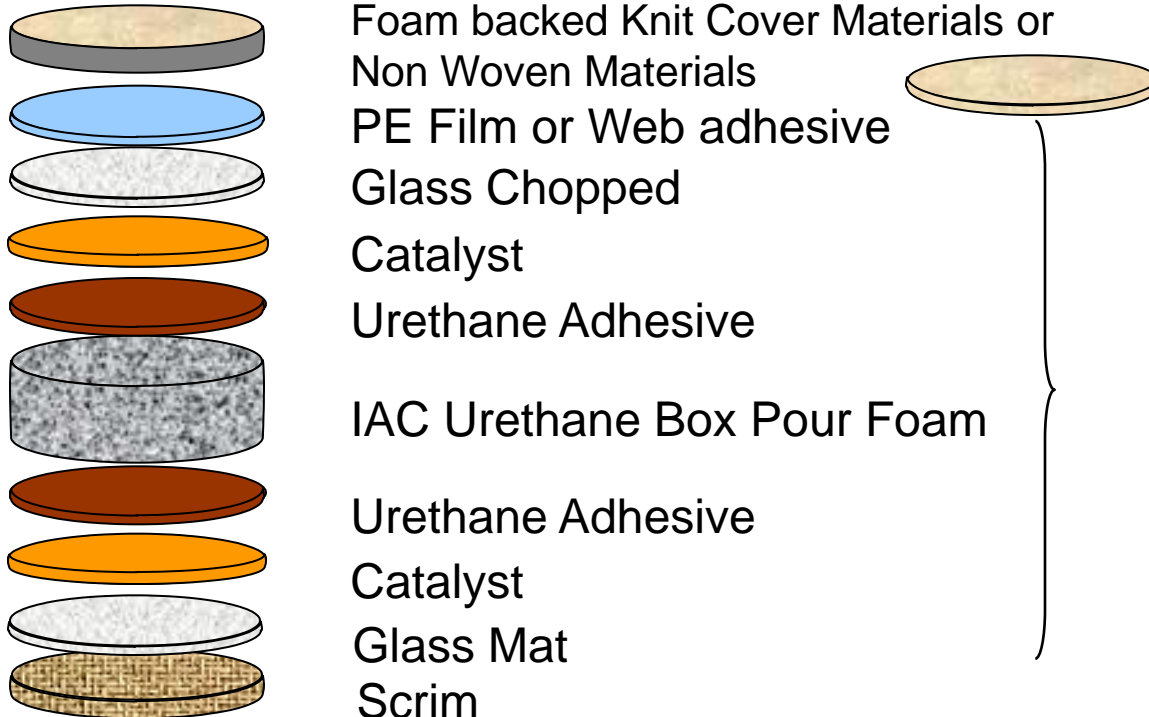 Foam backed Knit Cover Materials or
Non Woven Materials
PE Film or Web adhesive
Glass Chopped
Catalyst
Urethane Adhesive
IAC Urethane Box Pour Foam
Urethane Adhesive
Catalyst
Glass Mat
Scrim